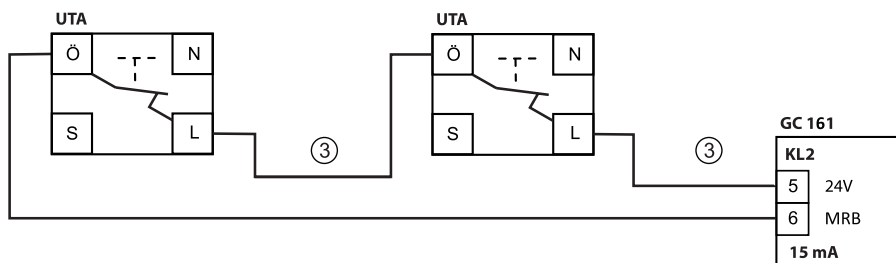 UTA
Ö N
S L
3
UTA
Ö N
S L
3
GC 161
KL2
5 24V
6 MRB
15 mA